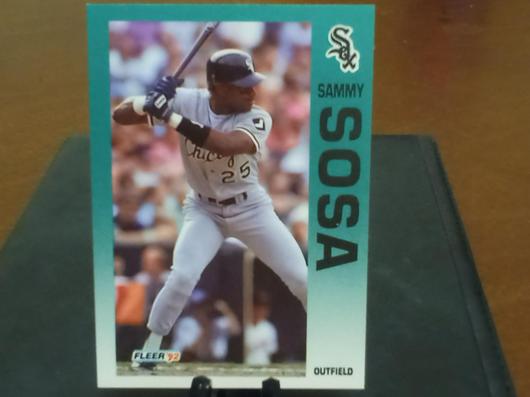 Sox
SAMMY
SOSA
Chicago
25
FLEER '92
OUTFIELD